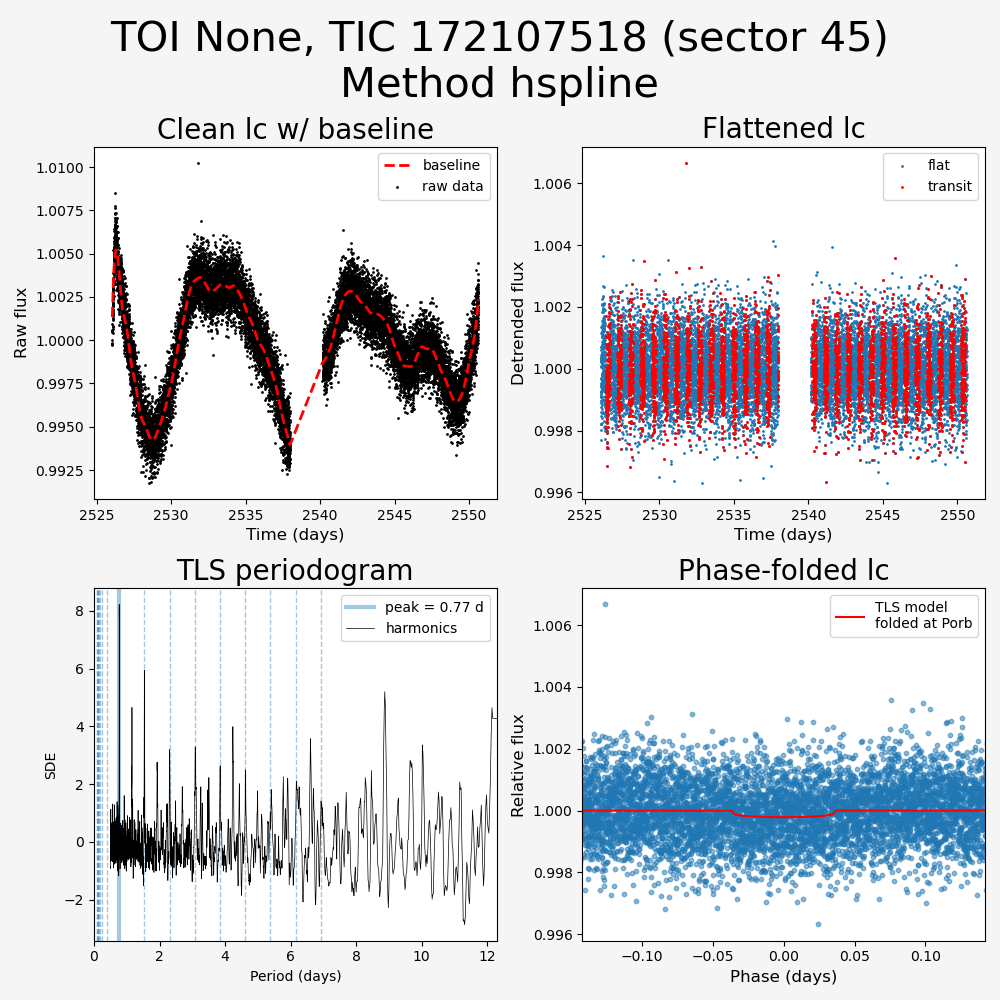 TOI None, TIC 172107518 (sector 45)
Method hspline
Clean lc w/ baseline
Raw flux
1.0100
1.0075
1.0050
1.0025
1.0000
0.9975
0.9950
0.9925
baseline
raw data
2525 2530 2535 2540 2545 2550
Time (days)
Flattened lc
Detrended flux
1.006
1.004
1.002
1.000
0.998
0.996
flat
transit
2525 2530 2535 2540 2545 2550
Time (days)
TLS periodogram
SDE
8
6
4
2
0
−2
peak = 0.77 d
harmonics
0 2 4 6 8 10 12
Period (days)
Phase-folded lc
Relative flux
1.006
1.004
1.002
1.000
0.998
0.996
TLS model
folded at Porb
−0.10 −0.05 0.00 0.05 0.10
Phase (days)